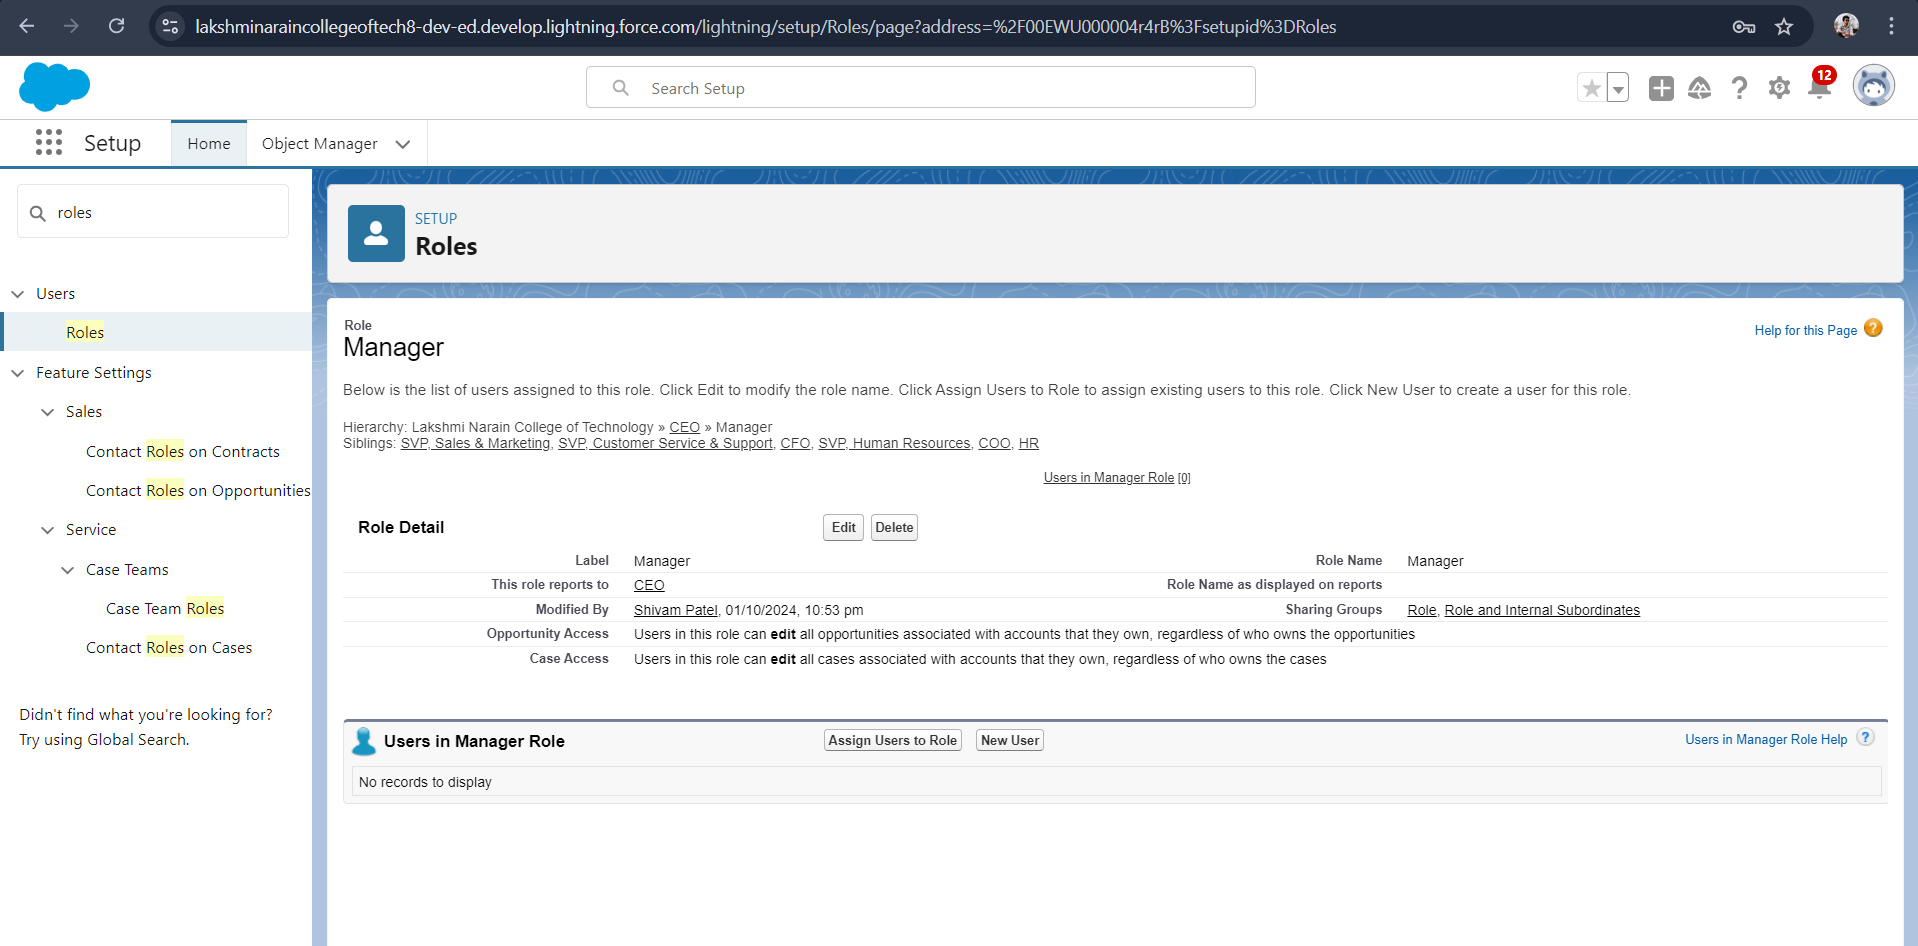 lakshminaraincollegeoftech8-dev-ed.develop.lightning.force.com/lightning/setup/Roles/page?address=%2F00EWU000004r4rB%3Fsetupid%3DRoles
Search Setup
12
Setup
Home
Object Manager
roles
Users
Roles
Feature Settings
Sales
Contact Roles on Contracts
Contact Roles on Opportunities
Service
Case Teams
Case Team Roles
Contact Roles on Cases
Didn't find what you're looking for?
Try using Global Search.
SETUP
Roles
Role
Manager
Help for this Page ?
Below is the list of users assigned to this role. Click Edit to modify the role name. Click Assign Users to Role to assign existing users to this role. Click New User to create a user for this role.
Hierarchy: Lakshmi Narain College of Technology » CEO » Manager
Siblings: SVP, Sales & Marketing, SVP, Customer Service & Support, CFO, SVP, Human Resources, COO, HR
Users in Manager Role [0]
Role Detail Edit Delete
Label Manager Role Name Manager
This role reports to CEO Role Name as displayed on reports
Modified By Shivam Patel, 01/10/2024, 10:53 pm Sharing Groups Role, Role and Internal Subordinates
Opportunity Access Users in this role can edit all opportunities associated with accounts that they own, regardless of who owns the opportunities
Case Access Users in this role can edit all cases associated with accounts that they own, regardless of who owns the cases
Users in Manager Role Assign Users to Role New User Users in Manager Role Help ?
No records to display